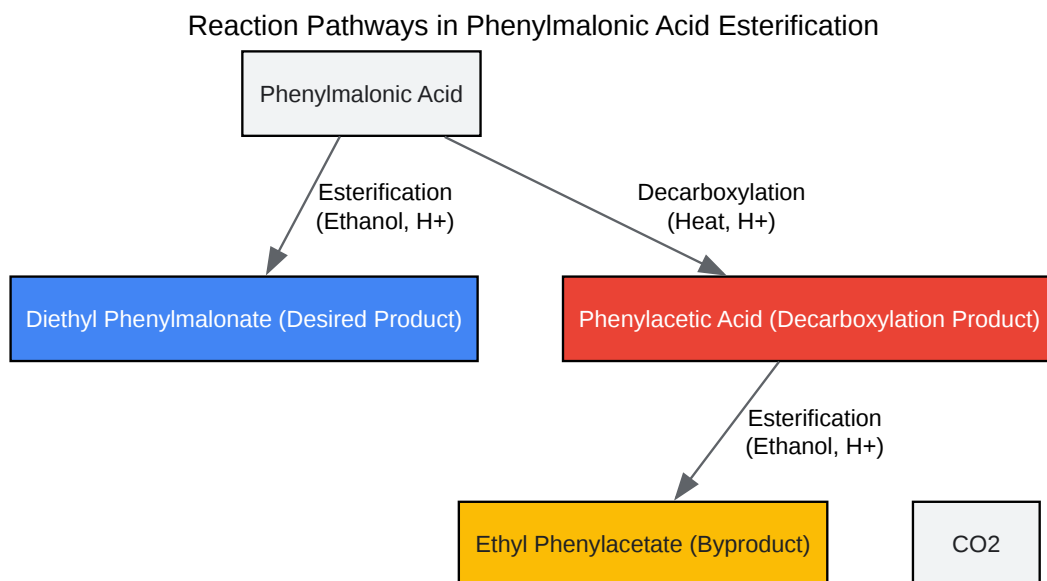 Reaction Pathways in Phenylmalonic Acid Esterification
Phenylmalonic Acid
Esterification
(Ethanol, H+)
Decarboxylation
(Heat, H+)
Diethyl Phenylmalonate (Desired Product)
Phenylacetic Acid (Decarboxylation Product)
Esterification
(Ethanol, H+)
Ethyl Phenylacetate (Byproduct)
CO2